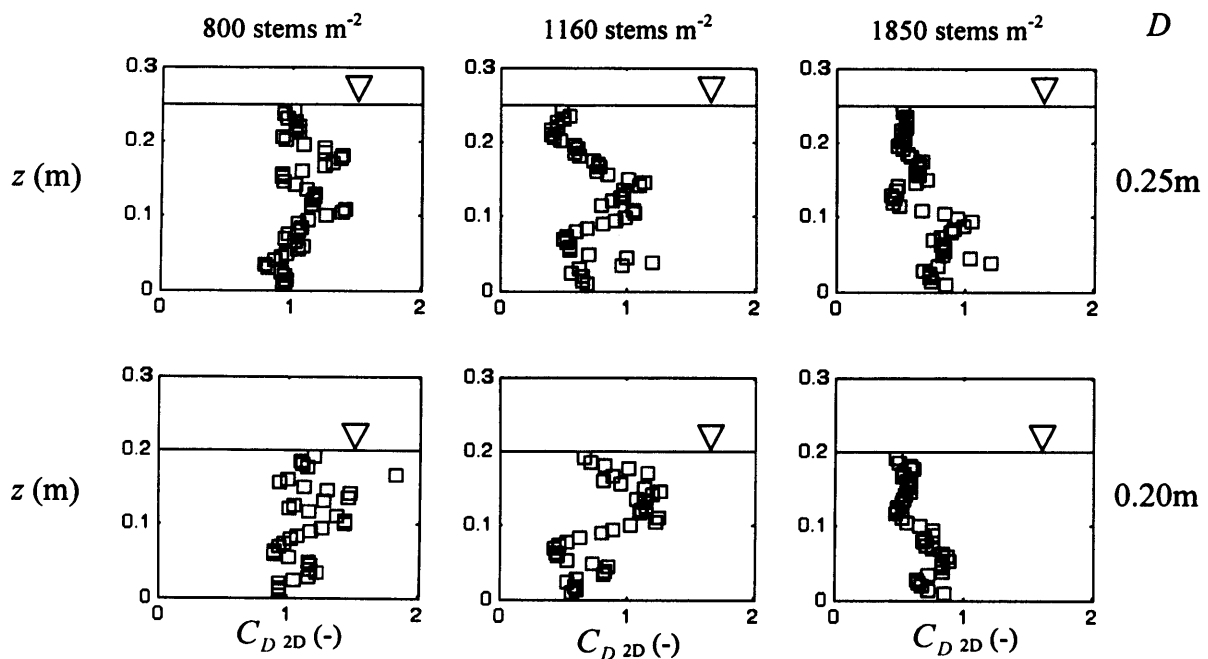 800 stems m-2 1160 stems m-2 1850 stems m-2 D
0.3 0.3 0.3
0.2 0.2 0.2
z (m) 0.25m
0.1 0.1 0.1
0 0 0
0 1 2 0 1 2 0 1 2
0.3 0.3 0.3
0.2 0.2 0.2
z (m) 0.20m
0.1 0.1 0.1
0 0 0
0 1 2 0 1 2 0 1 2
CD 2D (-) CD 2D (-) CD 2D (-)